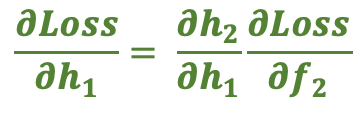 ∂Loss/∂h₁ = ∂h₂/∂h₁ ∂Loss/∂f₂